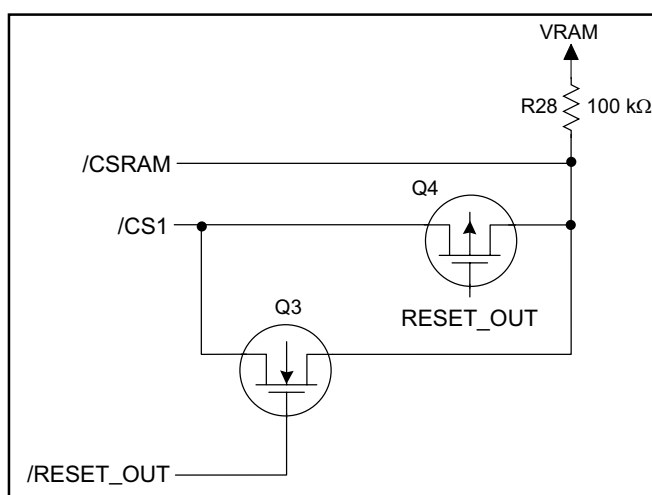 VRAM
R28 100 kΩ
/CSRAM
Q4
/CS1
RESET_OUT
Q3
/RESET_OUT